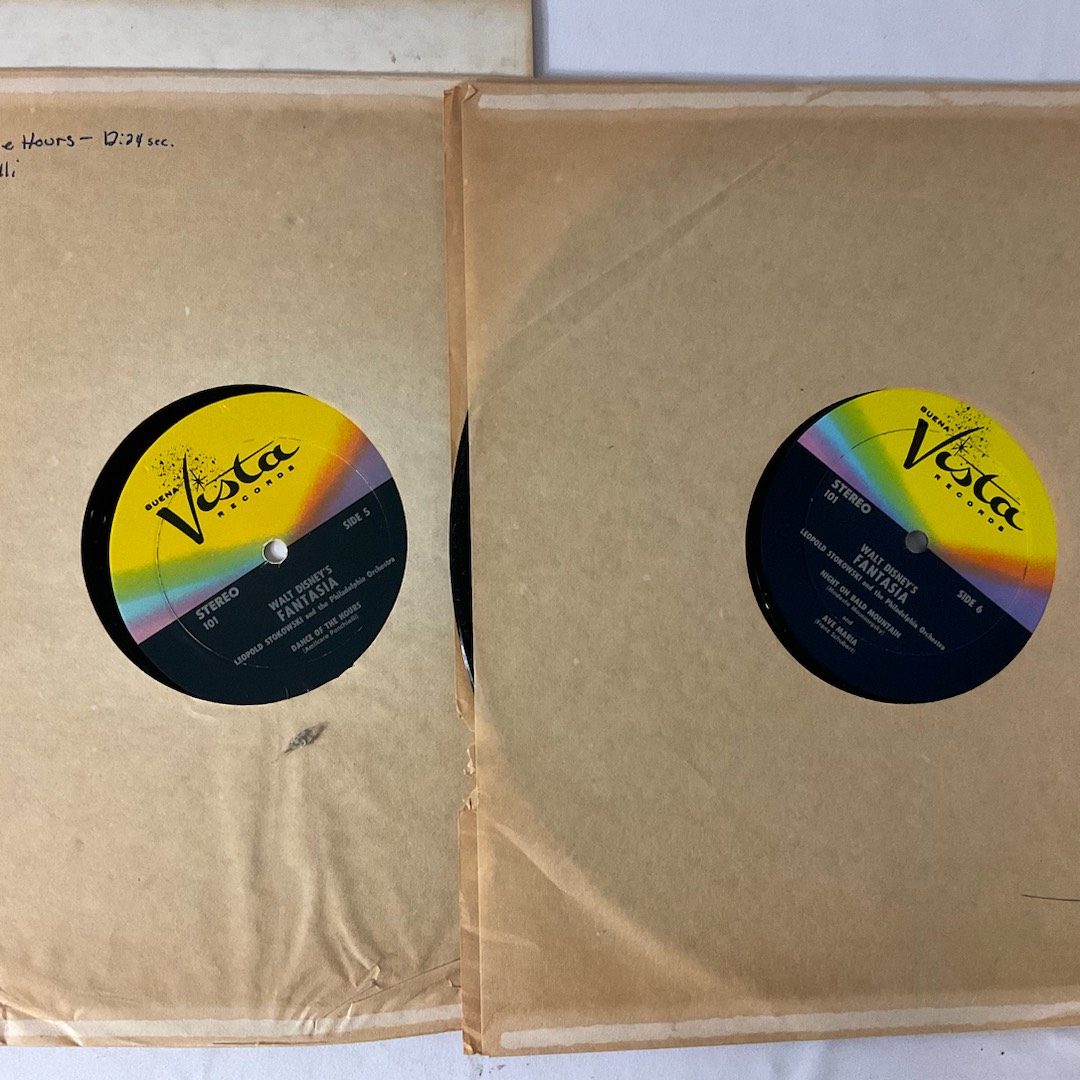 e Hours – 12:24 sec.
lli
BUENA
Vista
RECORDS
SIDE 5
STEREO
101
WALT DISNEY'S
FANTASIA
LEOPOLD STOKOWSKI and the Philadelphia Orchestra
DANCE OF THE HOURS
(Amilcare Ponchielli)
BUENA
Vista
RECORDS
STEREO
101
SIDE 6
WALT DISNEY'S
FANTASIA
LEOPOLD STOKOWSKI and the Philadelphia Orchestra
NIGHT ON BALD MOUNTAIN
(Modeste Moussorgsky)
and
AVE MARIA
(Franz Schubert)